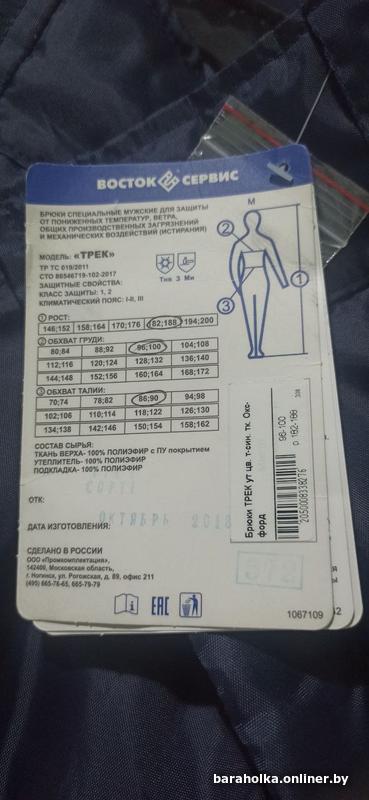 ВОСТОК СЕРВИС
БРЮКИ СПЕЦИАЛЬНЫЕ МУЖСКИЕ ДЛЯ ЗАЩИТЫ
ОТ ПОНИЖЕННЫХ ТЕМПЕРАТУР, ВЕТРА,
ОБЩИХ ПРОИЗВОДСТВЕННЫХ ЗАГРЯЗНЕНИЙ
И МЕХАНИЧЕСКИХ ВОЗДЕЙСТВИЙ (ИСТИРАНИЯ)
МОДЕЛЬ: «ТРЕК»
ТР ТС 019/2011
СТО 86546719-102-2017
ЗАЩИТНЫЕ СВОЙСТВА:
КЛАСС ЗАЩИТЫ: 1, 2
КЛИМАТИЧЕСКИЙ ПОЯС: I-II, III
Тнв З Ми
М
2
1
3
1 РОСТ:
146;152 158;164 170;176 182;188 194;200
2 ОБХВАТ ГРУДИ:
80;84 88;92 96;100 104;108
112;116 120;124 128;132 136;140
144;148 152;156 160;164 168;172
3 ОБХВАТ ТАЛИИ:
70;74 78;82 86;90 94;98
102;106 110;114 118;122 126;130
134;138 142;146 150;154 158;162
СОСТАВ СЫРЬЯ:
ТКАНЬ ВЕРХА- 100% ПОЛИЭФИР с ПУ покрытием
УТЕПЛИТЕЛЬ- 100% ПОЛИЭФИР
ПОДКЛАДКА- 100% ПОЛИЭФИР
СОРТ1
ОТК:
ОКТЯБРЬ 2018
ДАТА ИЗГОТОВЛЕНИЯ:
СДЕЛАНО В РОССИИ
ООО «Промкомплектация»,
142400, Московская область,
г. Ногинск, ул. Рогожская, д. 89, офис 211
(495) 665-76-65, 665-79-79
EAC
572
1067109
Брюки ТРЕК ут цв. т-син. тк. Окс-
форд
2050008338276
96-100
р 182-188
baraholka.onliner.by